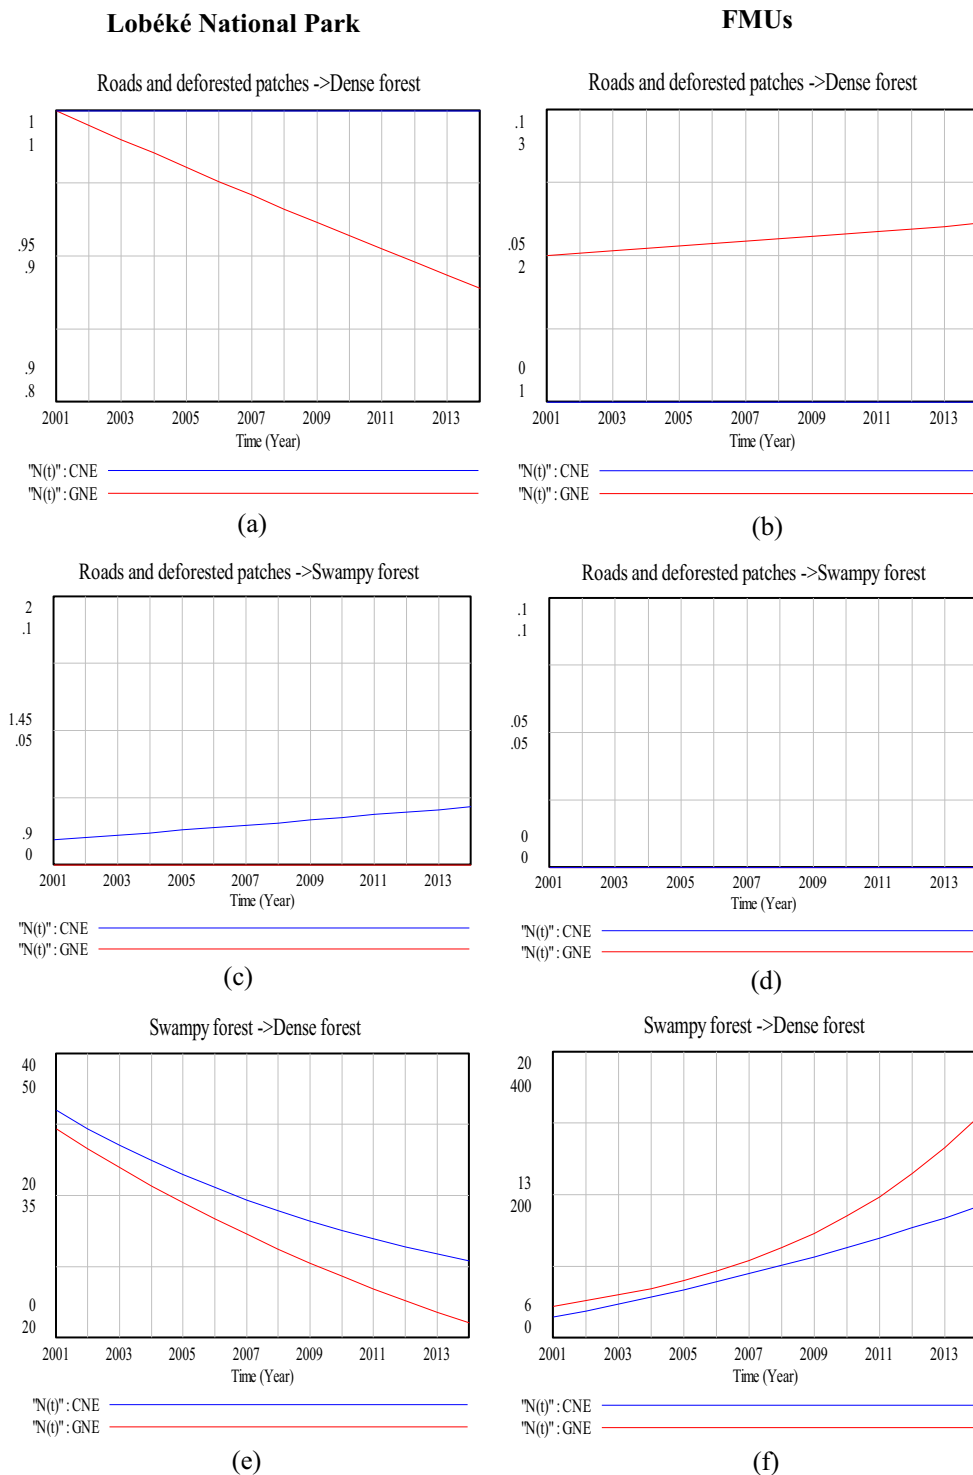 Lobéké National Park
FMUs
Roads and deforested patches ->Dense forest
1
1
.95
.9
.9
.8
2001 2003 2005 2007 2009 2011 2013
Time (Year)
"N(t)" : CNE
"N(t)" : GNE
(a)
Roads and deforested patches ->Dense forest
.1
3
.05
2
0
1
2001 2003 2005 2007 2009 2011 2013
Time (Year)
"N(t)" : CNE
"N(t)" : GNE
(b)
Roads and deforested patches ->Swampy forest
2
.1
1.45
.05
.9
0
2001 2003 2005 2007 2009 2011 2013
Time (Year)
"N(t)" : CNE
"N(t)" : GNE
(c)
Roads and deforested patches ->Swampy forest
.1
.1
.05
.05
0
0
2001 2003 2005 2007 2009 2011 2013
Time (Year)
"N(t)" : CNE
"N(t)" : GNE
(d)
Swampy forest ->Dense forest
40
50
20
35
0
20
2001 2003 2005 2007 2009 2011 2013
Time (Year)
"N(t)" : CNE
"N(t)" : GNE
(e)
Swampy forest ->Dense forest
20
400
13
200
6
0
2001 2003 2005 2007 2009 2011 2013
Time (Year)
"N(t)" : CNE
"N(t)" : GNE
(f)